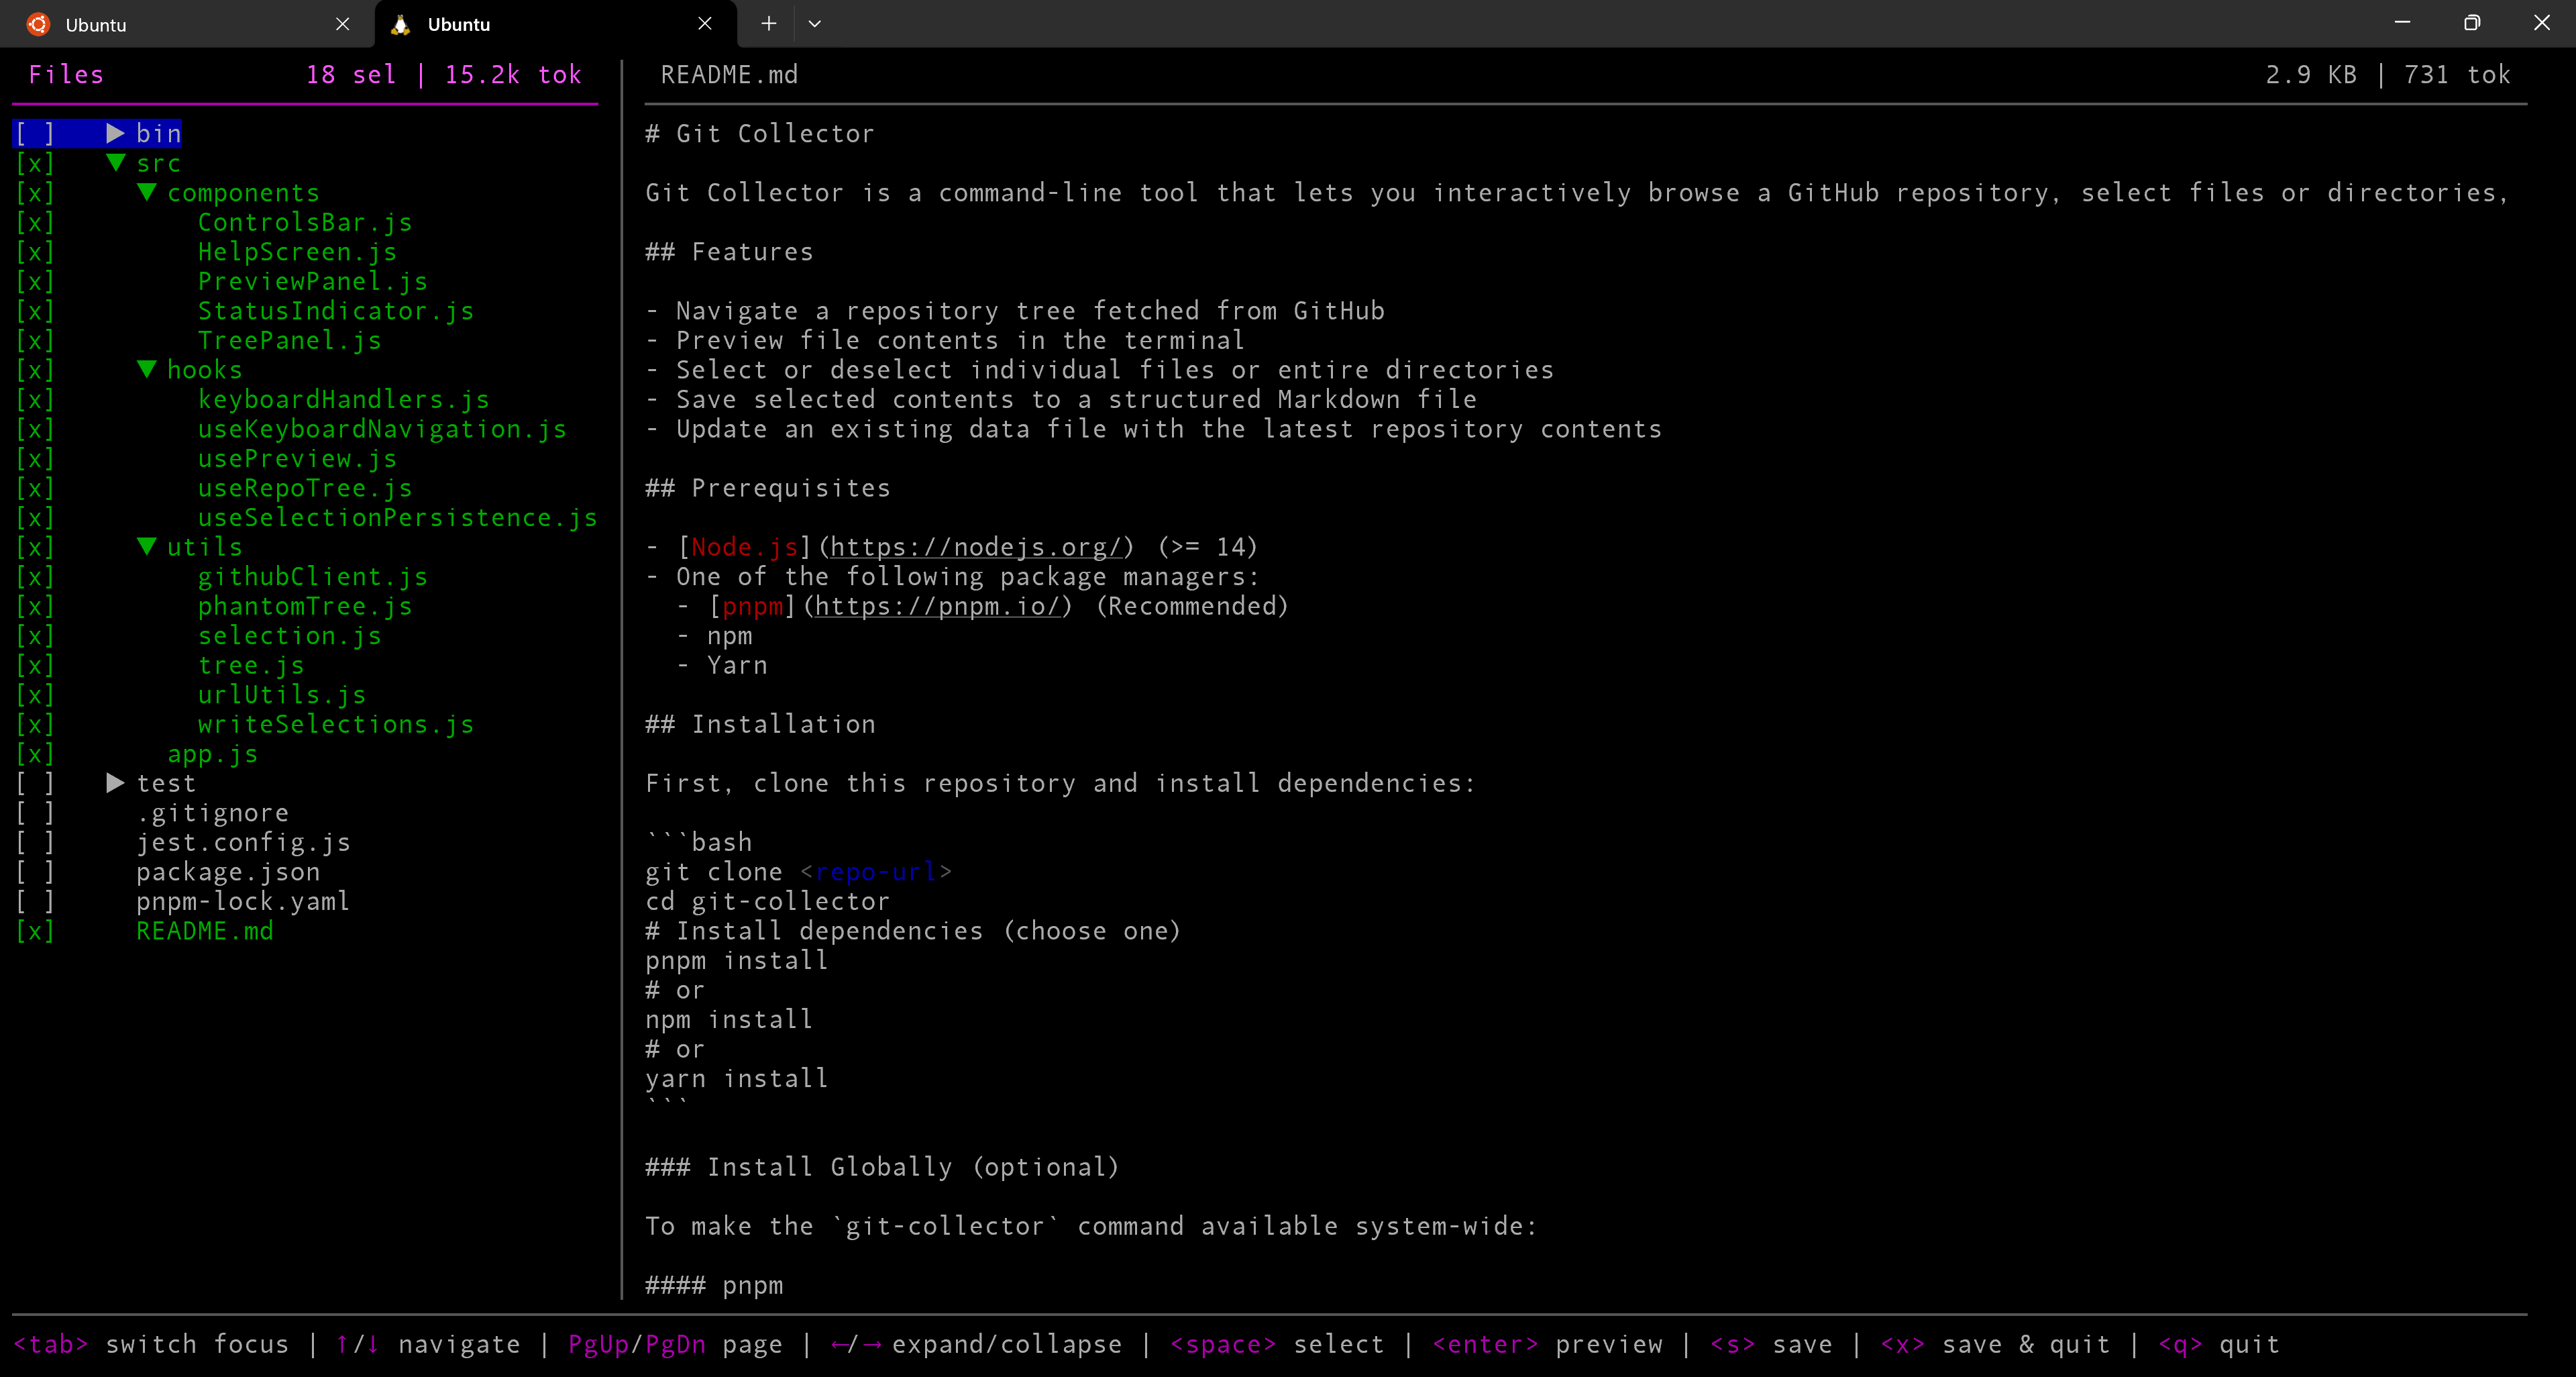 Ubuntu
Ubuntu
Files 18 sel | 15.2k tok
[ ] ▶ bin
[x] ▼ src
[x] ▼ components
[x] ControlsBar.js
[x] HelpScreen.js
[x] PreviewPanel.js
[x] StatusIndicator.js
[x] TreePanel.js
[x] ▼ hooks
[x] keyboardHandlers.js
[x] useKeyboardNavigation.js
[x] usePreview.js
[x] useRepoTree.js
[x] useSelectionPersistence.js
[x] ▼ utils
[x] githubClient.js
[x] phantomTree.js
[x] selection.js
[x] tree.js
[x] urlUtils.js
[x] writeSelections.js
[x] app.js
[ ] ▶ test
[ ] .gitignore
[ ] jest.config.js
[ ] package.json
[ ] pnpm-lock.yaml
[x] README.md
README.md 2.9 KB | 731 tok
# Git Collector
Git Collector is a command-line tool that lets you interactively browse a GitHub repository, select files or directories,
## Features
- Navigate a repository tree fetched from GitHub
- Preview file contents in the terminal
- Select or deselect individual files or entire directories
- Save selected contents to a structured Markdown file
- Update an existing data file with the latest repository contents
## Prerequisites
- [Node.js](https://nodejs.org/) (>= 14)
- One of the following package managers:
  - [pnpm](https://pnpm.io/) (Recommended)
  - npm
  - Yarn
## Installation
First, clone this repository and install dependencies:
```bash
git clone <repo-url>
cd git-collector
# Install dependencies (choose one)
pnpm install
# or
npm install
# or
yarn install
```
### Install Globally (optional)
To make the `git-collector` command available system-wide:
#### pnpm
<tab> switch focus | ↑/↓ navigate | PgUp/PgDn page | ←/→ expand/collapse | <space> select | <enter> preview | <s> save | <x> save & quit | <q> quit